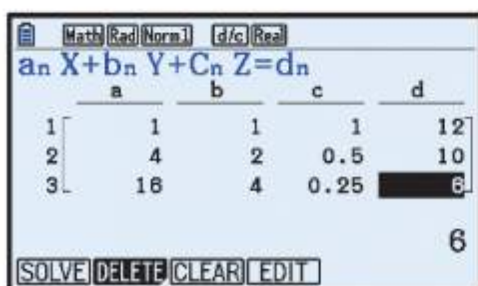 Math Rad Norm1 d/c Real
an X+bn Y+Cn Z=dn
a b c d
1 1 1 1 12
2 4 2 0.5 10
3 16 4 0.25 6
6
SOLVE DELETE CLEAR EDIT